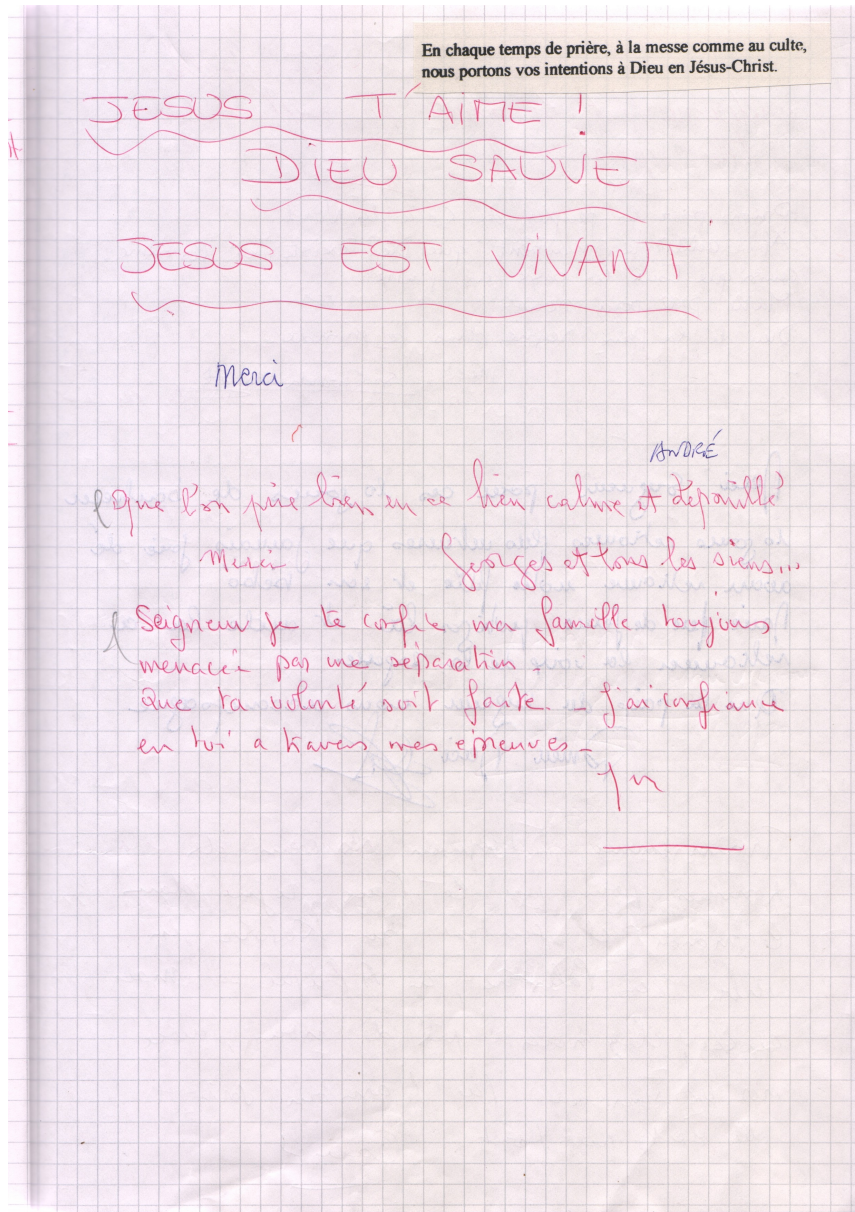 En chaque temps de prière, à la messe comme au culte,
nous portons vos intentions à Dieu en Jésus-Christ.
JESUS T'AIME !
DIEU SAUVE
JESUS EST VIVANT
Merci
ANDRÉ
Que l'on prie bien en ce lieu calme et dépouillé
Merci Georges et tous les siens...
Seigneur je te confie ma famille toujours
menacée par une séparation.
Que ta volonté soit faite. _ j'ai confiance
en toi a travers mes épreuves _